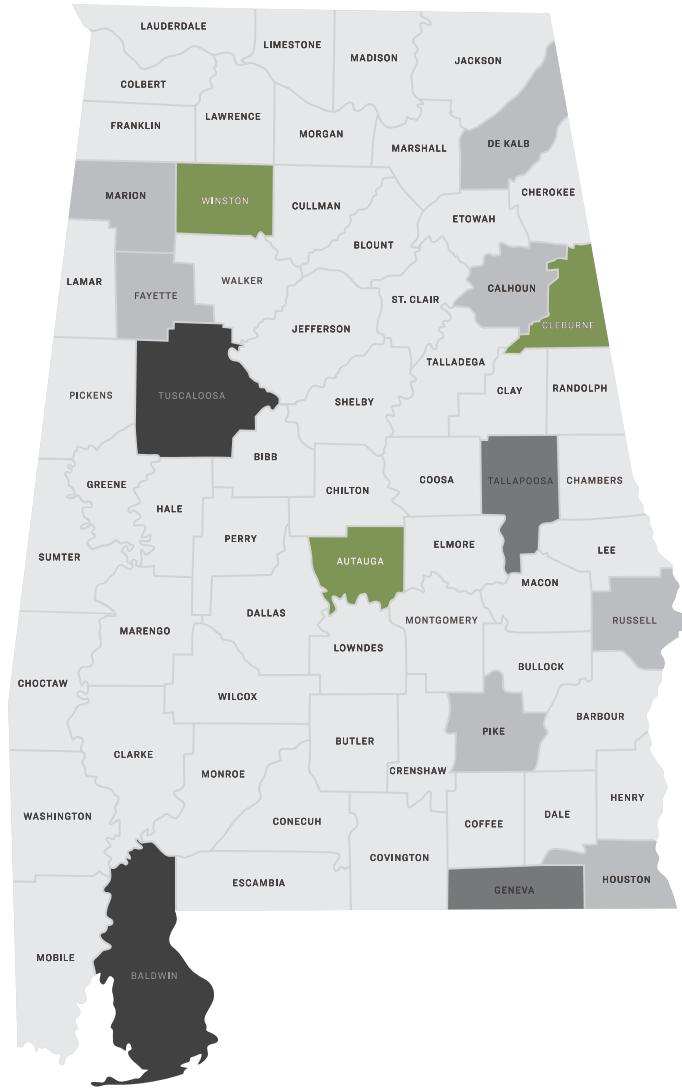 LAUDERDALE
LIMESTONE
MADISON
JACKSON
COLBERT
LAWRENCE
FRANKLIN
MORGAN
MARSHALL
DE KALB
CHEROKEE
MARION
WINSTON
CULLMAN
ETOWAH
BLOUNT
LAMAR
FAYETTE
WALKER
ST. CLAIR
CALHOUN
CLEBURNE
JEFFERSON
TALLADEGA
PICKENS
TUSCALOOSA
SHELBY
CLAY
RANDOLPH
BIBB
GREENE
HALE
CHILTON
COOSA
TALLAPOOSA
CHAMBERS
SUMTER
PERRY
AUTAUGA
ELMORE
LEE
MACON
MARENGO
DALLAS
LOWNDES
MONTGOMERY
RUSSELL
BULLOCK
CHOCTAW
WILCOX
CLARKE
MONROE
BUTLER
CRENSHAW
PIKE
BARBOUR
WASHINGTON
CONECUH
COFFEE
DALE
HENRY
ESCAMBIA
COVINGTON
GENEVA
HOUSTON
MOBILE
BALDWIN